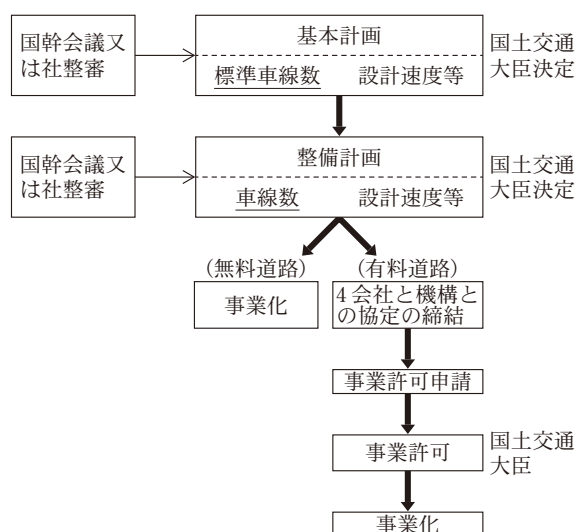 国幹会議又
は社整審
基本計画
標準車線数 設計速度等
国土交通
大臣決定
国幹会議又
は社整審
整備計画
車線数 設計速度等
国土交通
大臣決定
(無料道路)
事業化
(有料道路)
4会社と機構と
の協定の締結
事業許可申請
事業許可
国土交通
大臣
事業化